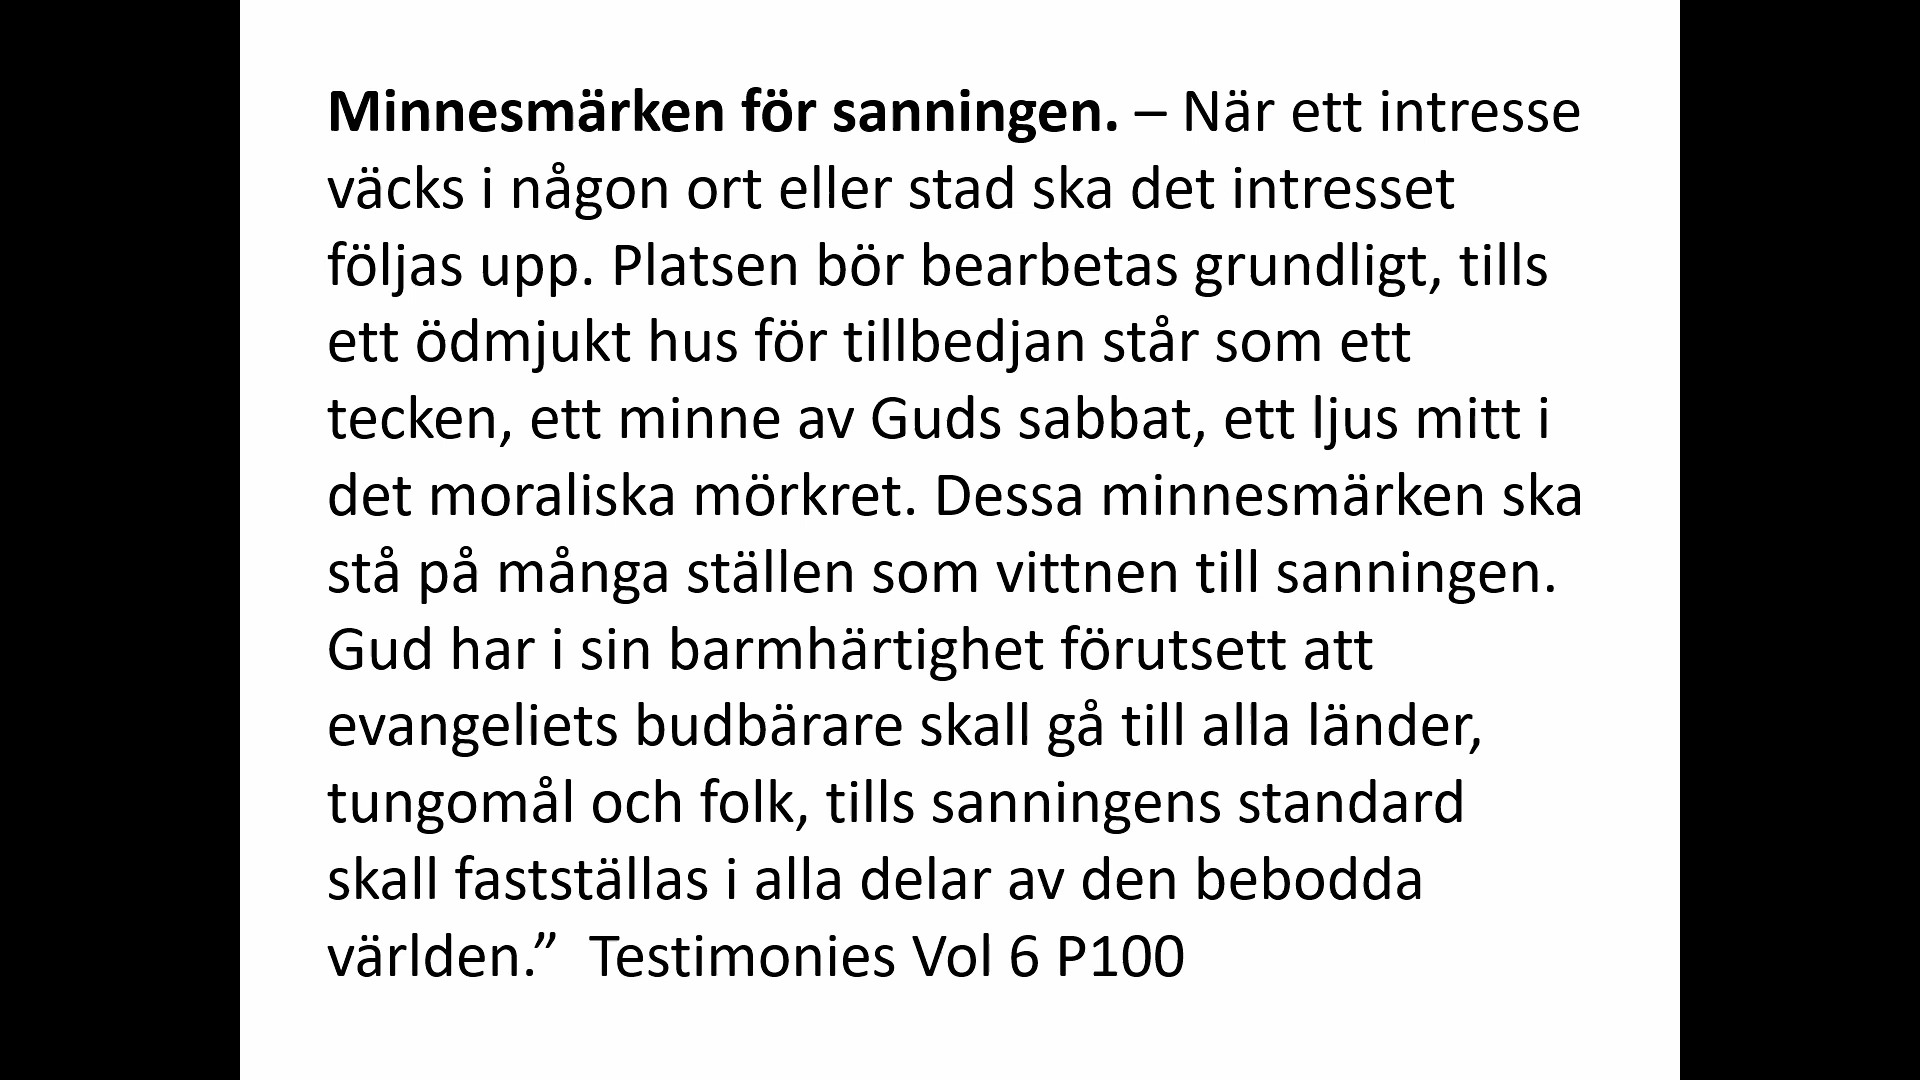 Minnesmärken för sanningen. – När ett intresse
väcks i någon ort eller stad ska det intresset
följas upp. Platsen bör bearbetas grundligt, tills
ett ödmjukt hus för tillbedjan står som ett
tecken, ett minne av Guds sabbat, ett ljus mitt i
det moraliska mörkret. Dessa minnesmärken ska
stå på många ställen som vittnen till sanningen.
Gud har i sin barmhärtighet förutsett att
evangeliets budbärare skall gå till alla länder,
tungomål och folk, tills sanningens standard
skall fastställas i alla delar av den bebodda
världen.”  Testimonies Vol 6 P100